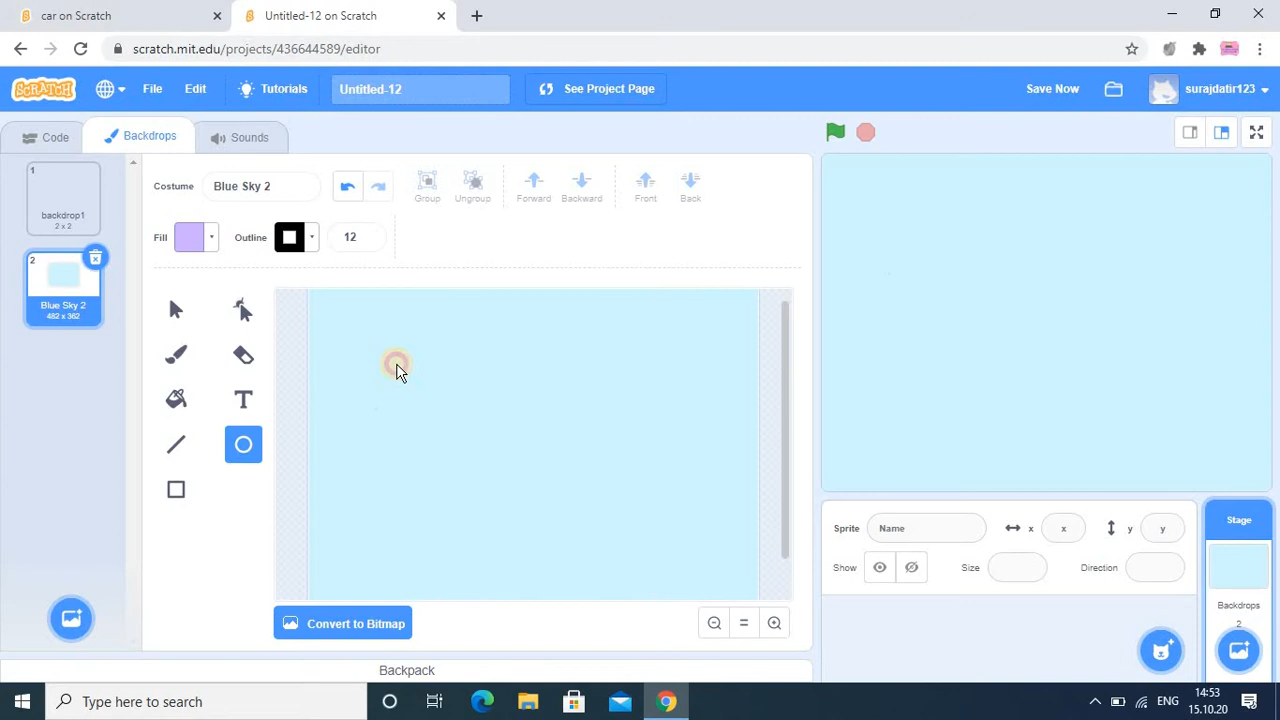 car on Scratch
Untitled-12 on Scratch
scratch.mit.edu/projects/436644589/editor
SCRATCH
File
Edit
Tutorials
Untitled-12
See Project Page
Save Now
surajdatir123
Code
Backdrops
Sounds
1
backdrop1
2 x 2
2
Blue Sky 2
482 x 362
Costume
Blue Sky 2
Group
Ungroup
Forward
Backward
Front
Back
Fill
Outline
12
T
Convert to Bitmap
Backpack
Sprite
Name
x
x
y
y
Show
Size
Direction
Stage
Backdrops
2
Type here to search
ENG
14:53
15.10.20